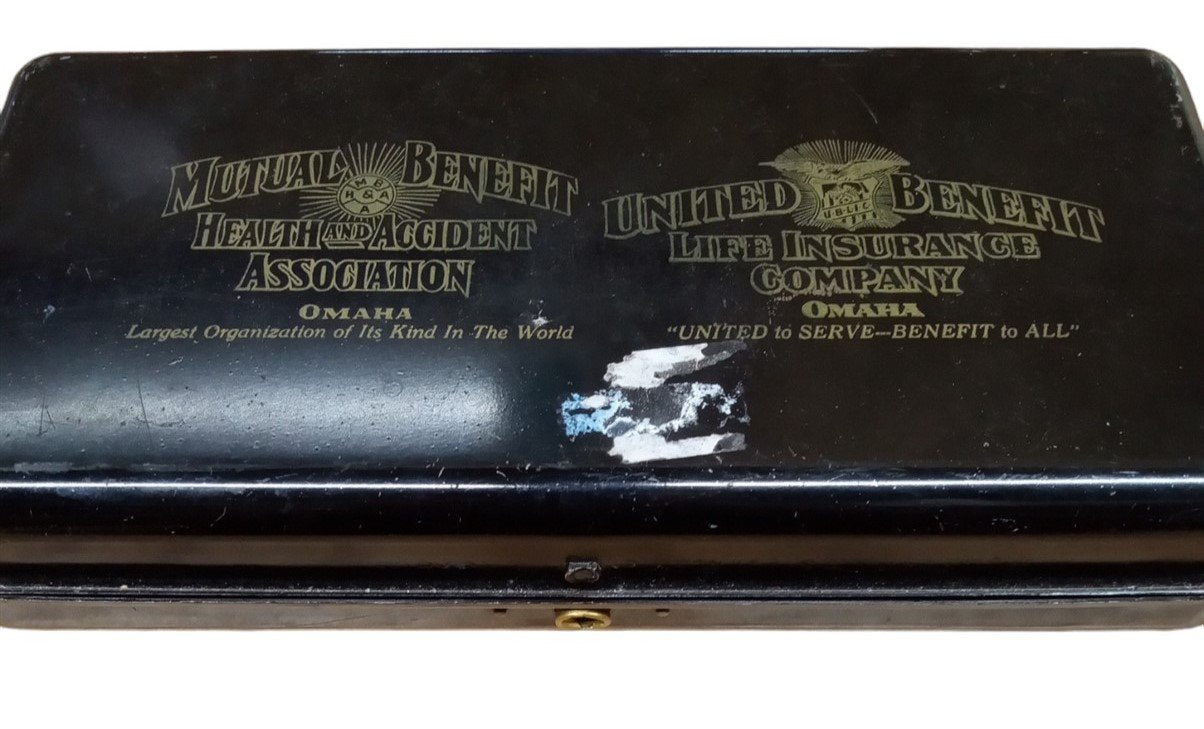 MUTUAL BENEFIT
HEALTH AND ACCIDENT
ASSOCIATION
OMAHA
Largest Organization of Its Kind In The World
M B
H & A
A
UNITED BENEFIT
LIFE INSURANCE
COMPANY
OMAHA
"UNITED to SERVE--BENEFIT to ALL"